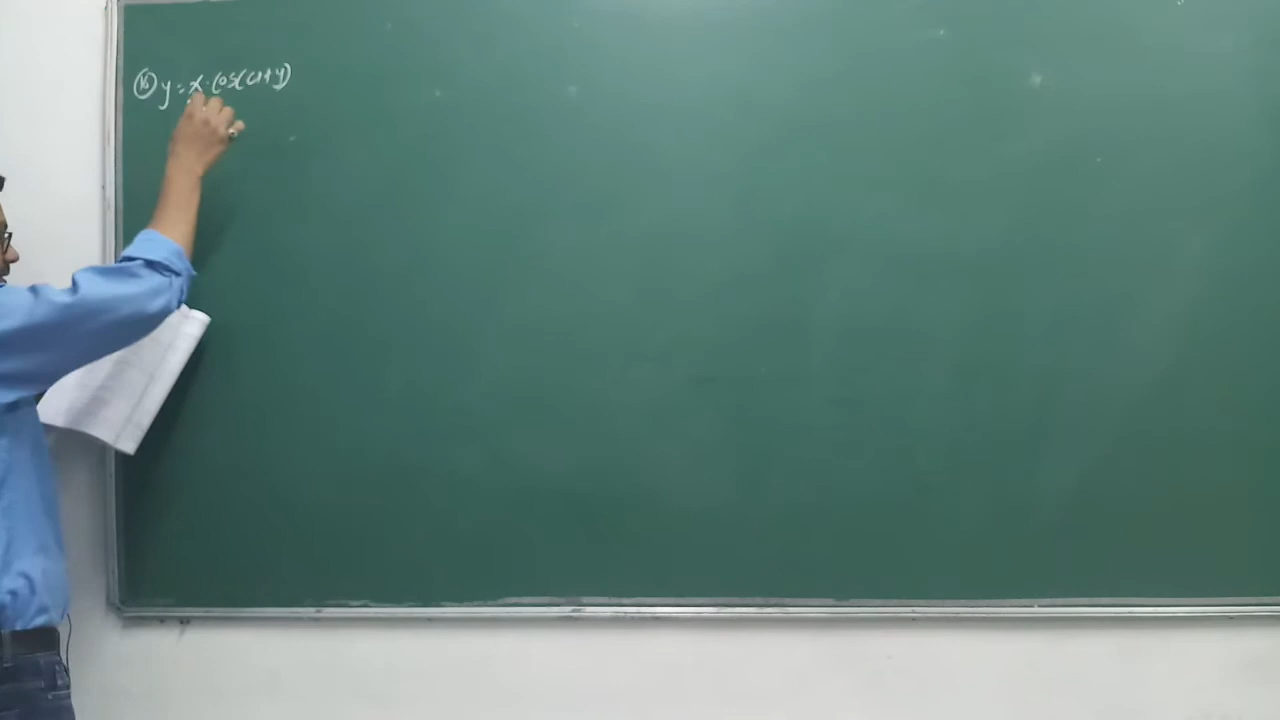 ⑯ y = x · Cos(a+y)